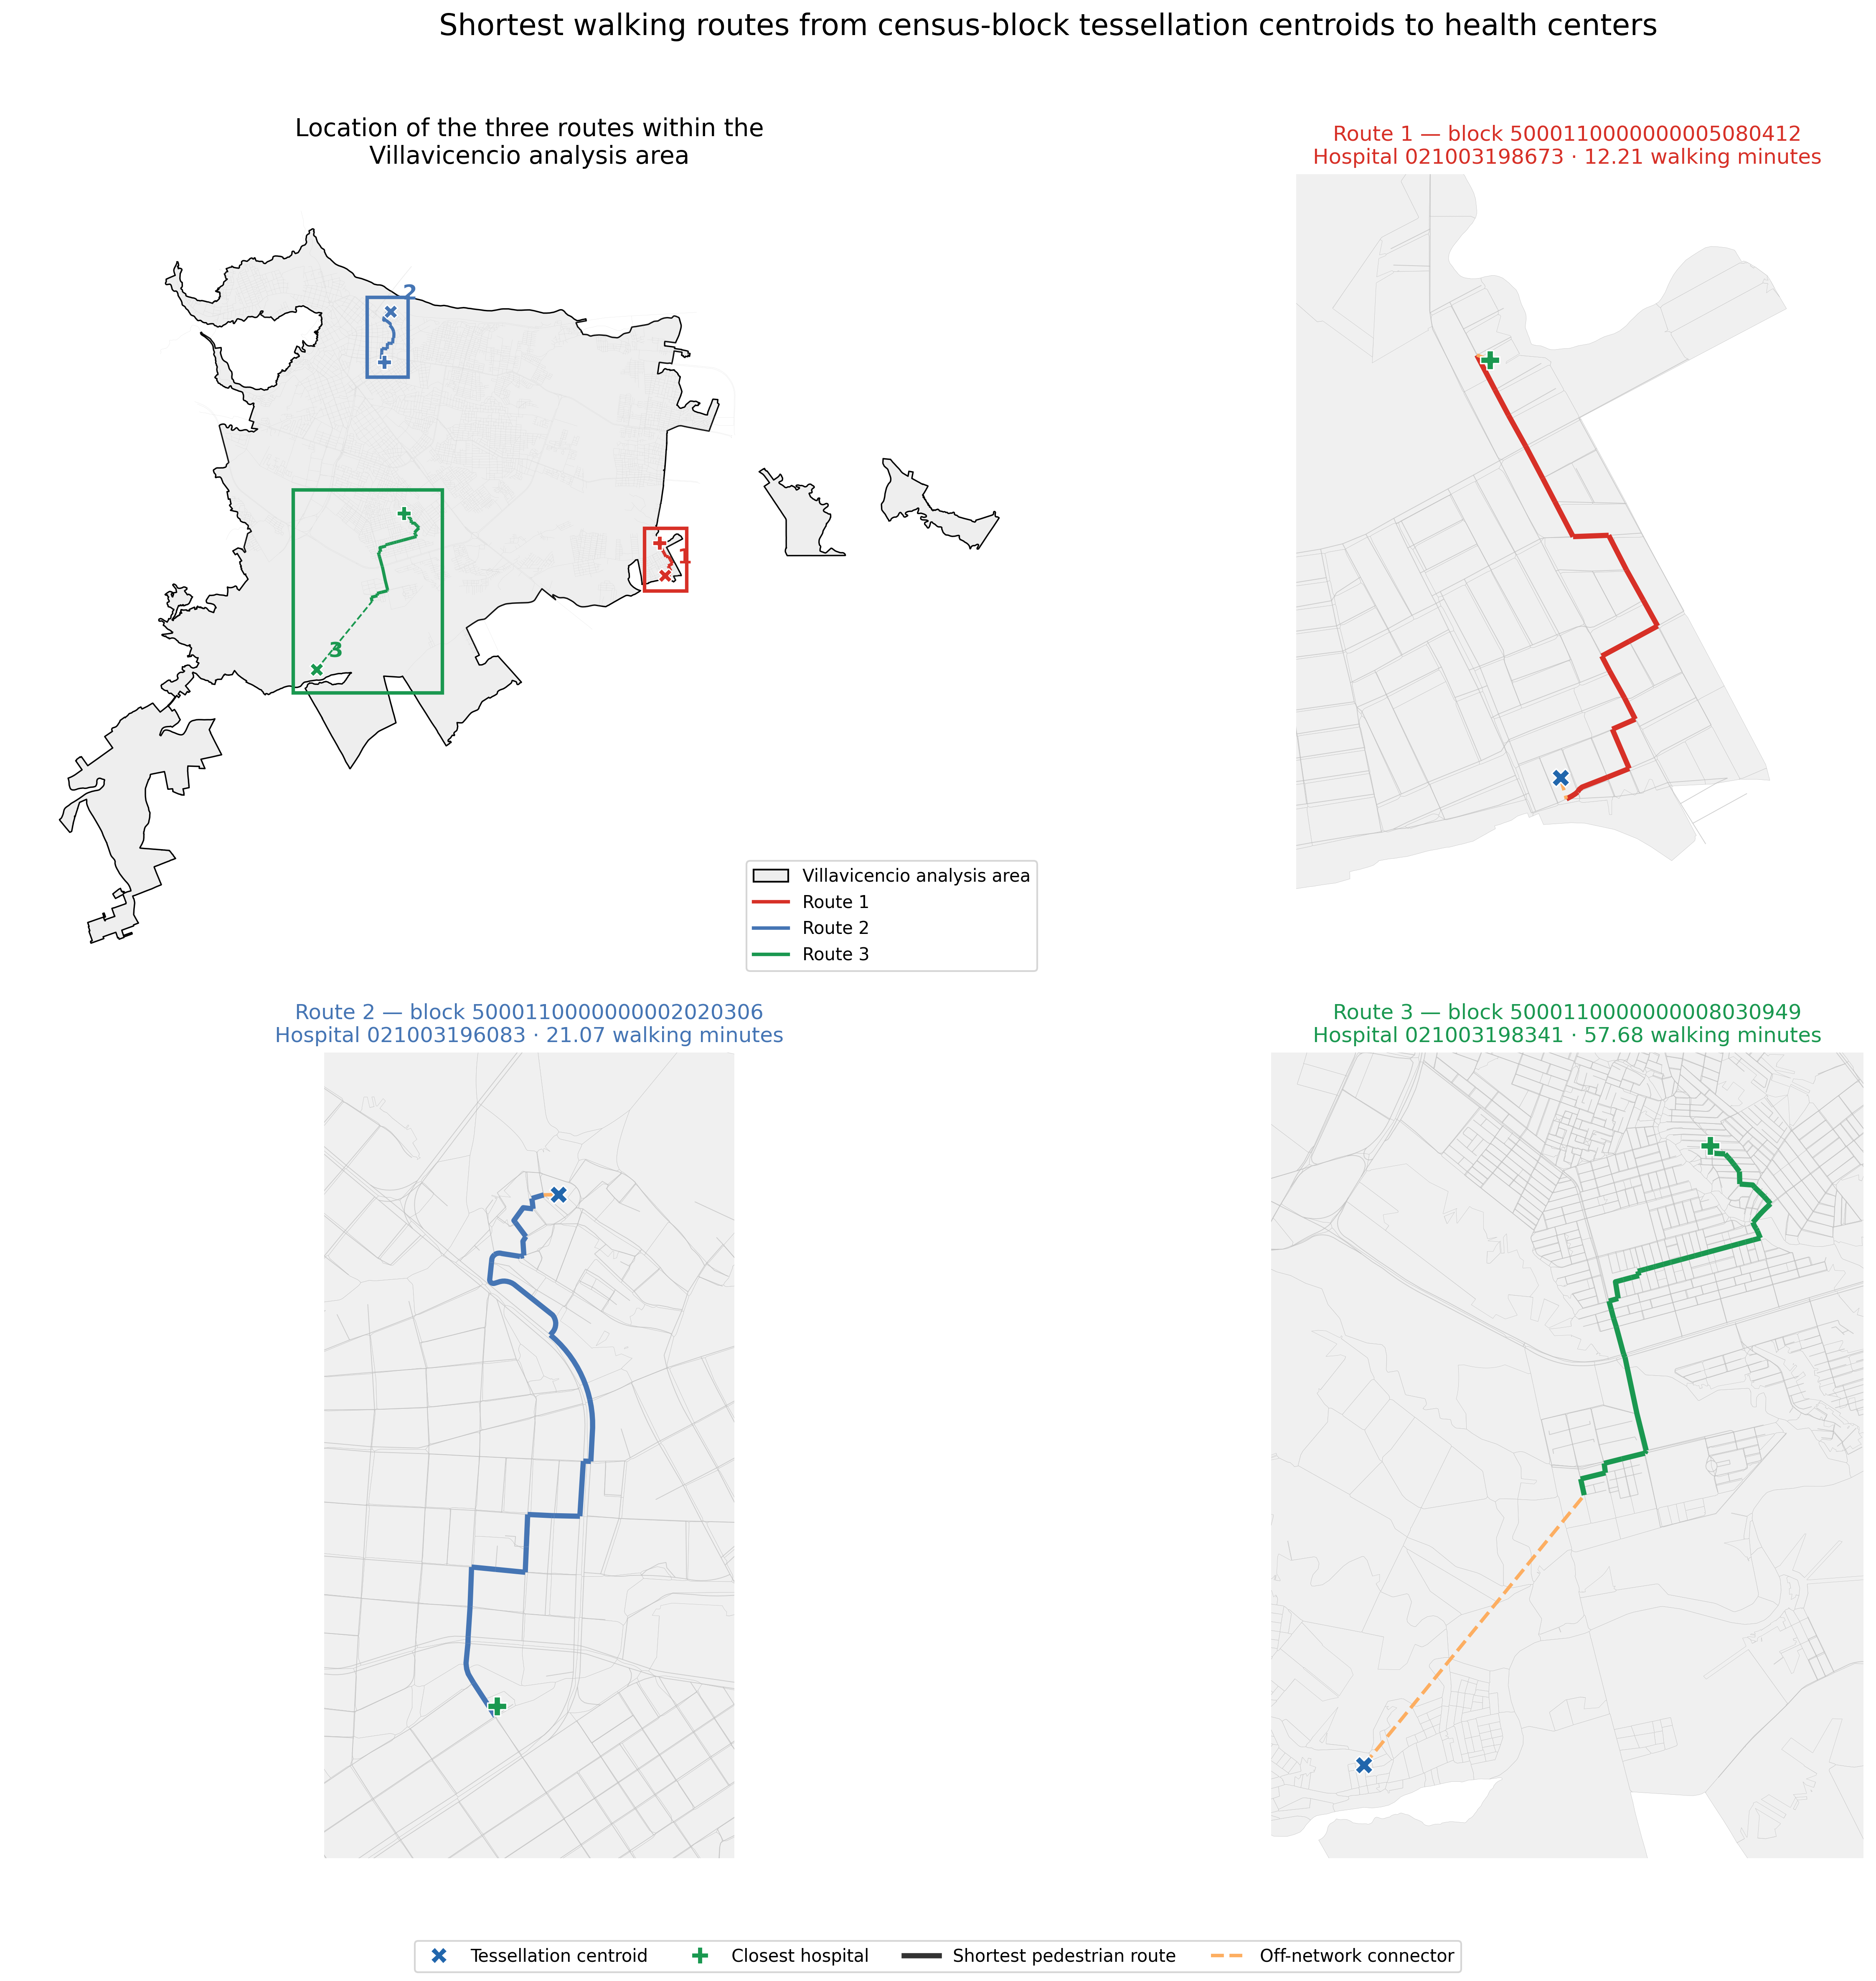 Shortest walking routes from census-block tessellation centroids to health centers
Location of the three routes within the
Villavicencio analysis area
2
1
3
Villavicencio analysis area
Route 1
Route 2
Route 3
Route 1 — block 5000110000000005080412
Hospital 021003198673 · 12.21 walking minutes
Route 2 — block 5000110000000002020306
Hospital 021003196083 · 21.07 walking minutes
Route 3 — block 5000110000000008030949
Hospital 021003198341 · 57.68 walking minutes
Tessellation centroid
Closest hospital
Shortest pedestrian route
Off-network connector